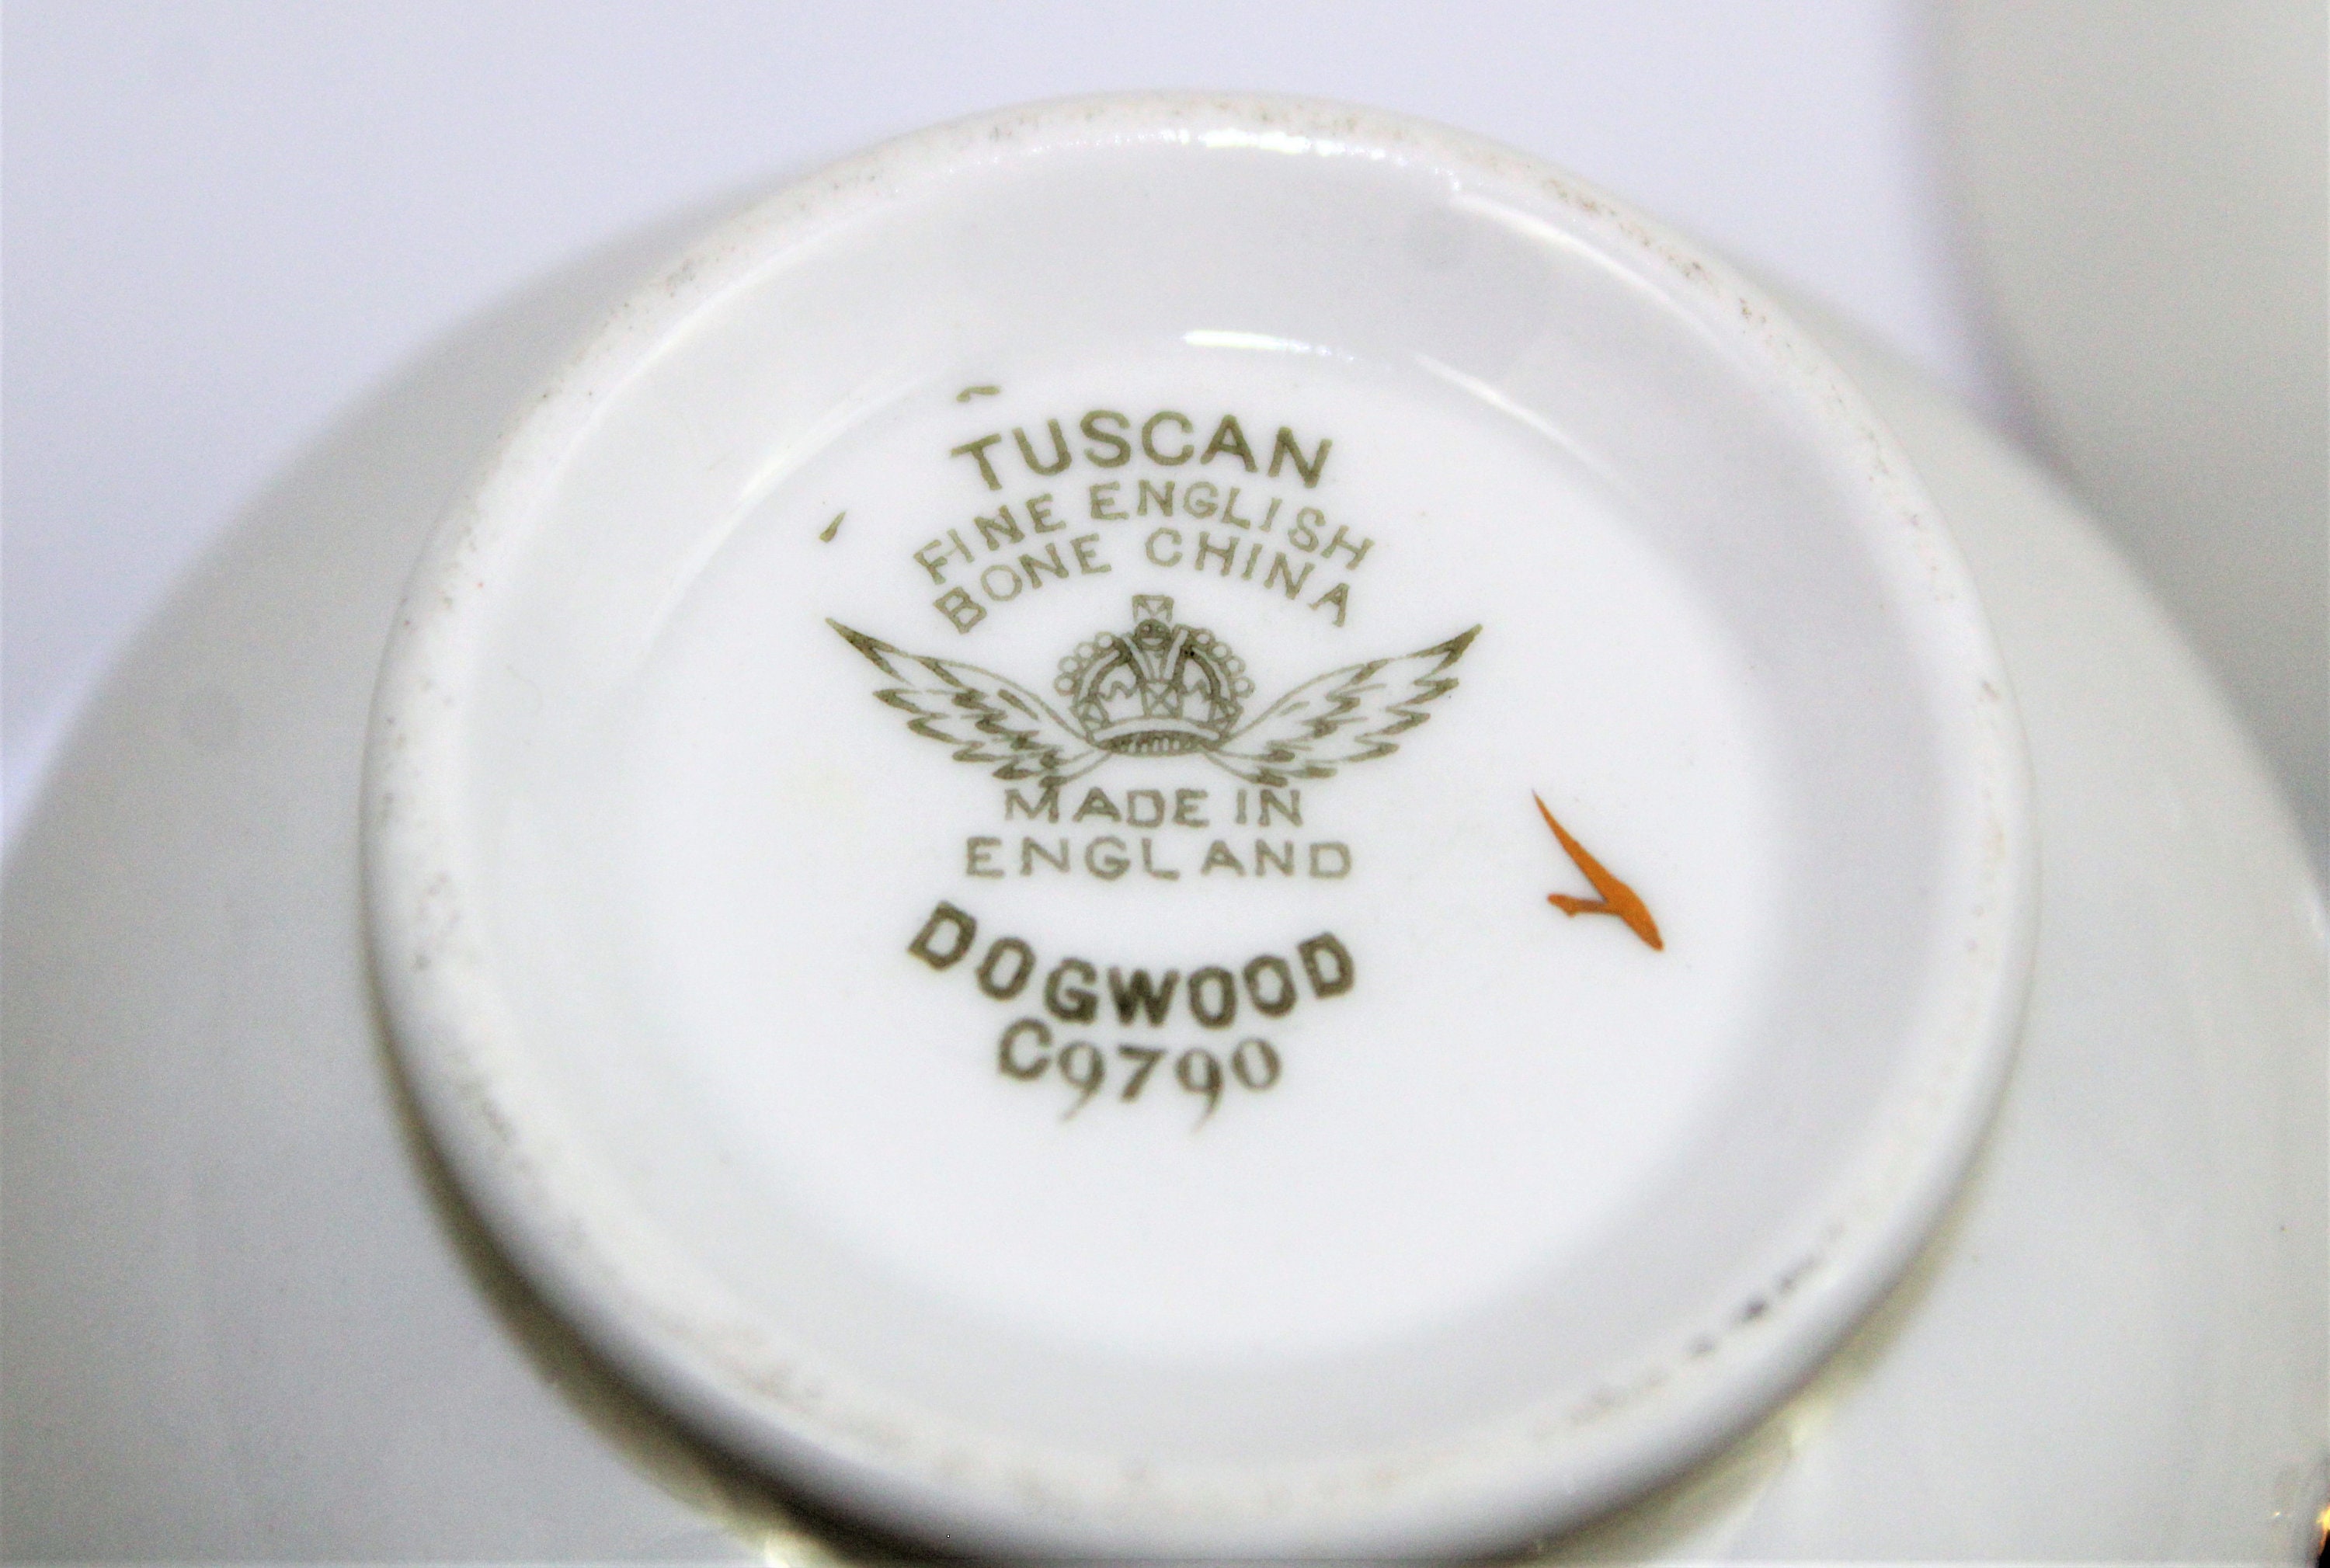 TUSCAN
FINE ENGLISH
BONE CHINA
MADE IN
ENGLAND
DOGWOOD
C9790